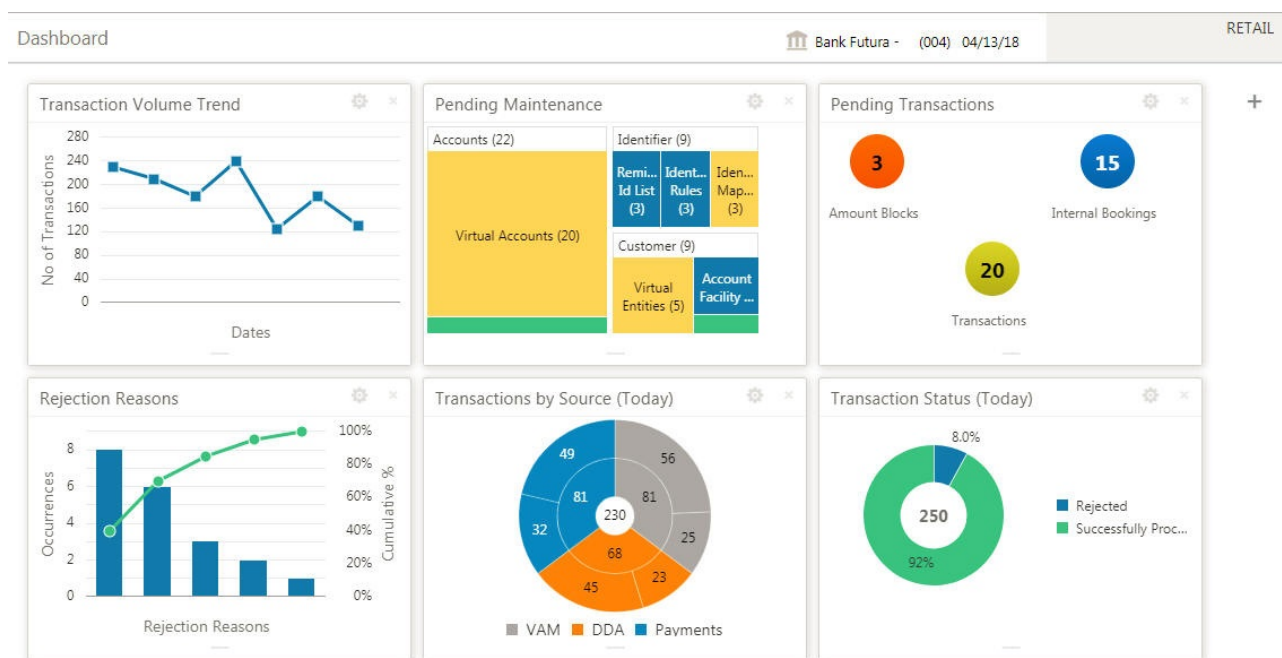 Dashboard
Bank Futura - (004) 04/13/18
RETAIL
Transaction Volume Trend
280
240
200
160
120
80
40
0
No of Transactions
Dates
Pending Maintenance
Accounts (22)
Virtual Accounts (20)
Identifier (9)
Remi...
Id List
(3)
Ident...
Rules
(3)
Iden...
Map...
(3)
Customer (9)
Virtual
Entities (5)
Account
Facility ...
Pending Transactions
3
Amount Blocks
15
Internal Bookings
20
Transactions
+
Rejection Reasons
8
6
4
2
0
Occurrences
100%
80%
60%
40%
20%
0%
Cumulative %
Rejection Reasons
Transactions by Source (Today)
49
56
81
81
230
32
25
68
45
23
VAM DDA Payments
Transaction Status (Today)
8.0%
250
92%
Rejected
Successfully Proc...